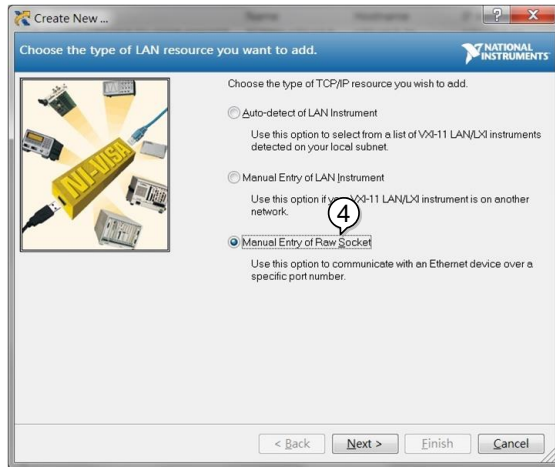 Create New ...
Choose the type of LAN resource you want to add.
NATIONAL
INSTRUMENTS
Choose the type of TCP/IP resource you wish to add.
Auto-detect of LAN Instrument
Use this option to select from a list of VXI-11 LAN/LXI instruments
detected on your local subnet.
Manual Entry of LAN Instrument
Use this option if your VXI-11 LAN/LXI instrument is on another
network.
4
Manual Entry of Raw Socket
Use this option to communicate with an Ethernet device over a
specific port number.
NI-VISA
< Back
Next >
Finish
Cancel